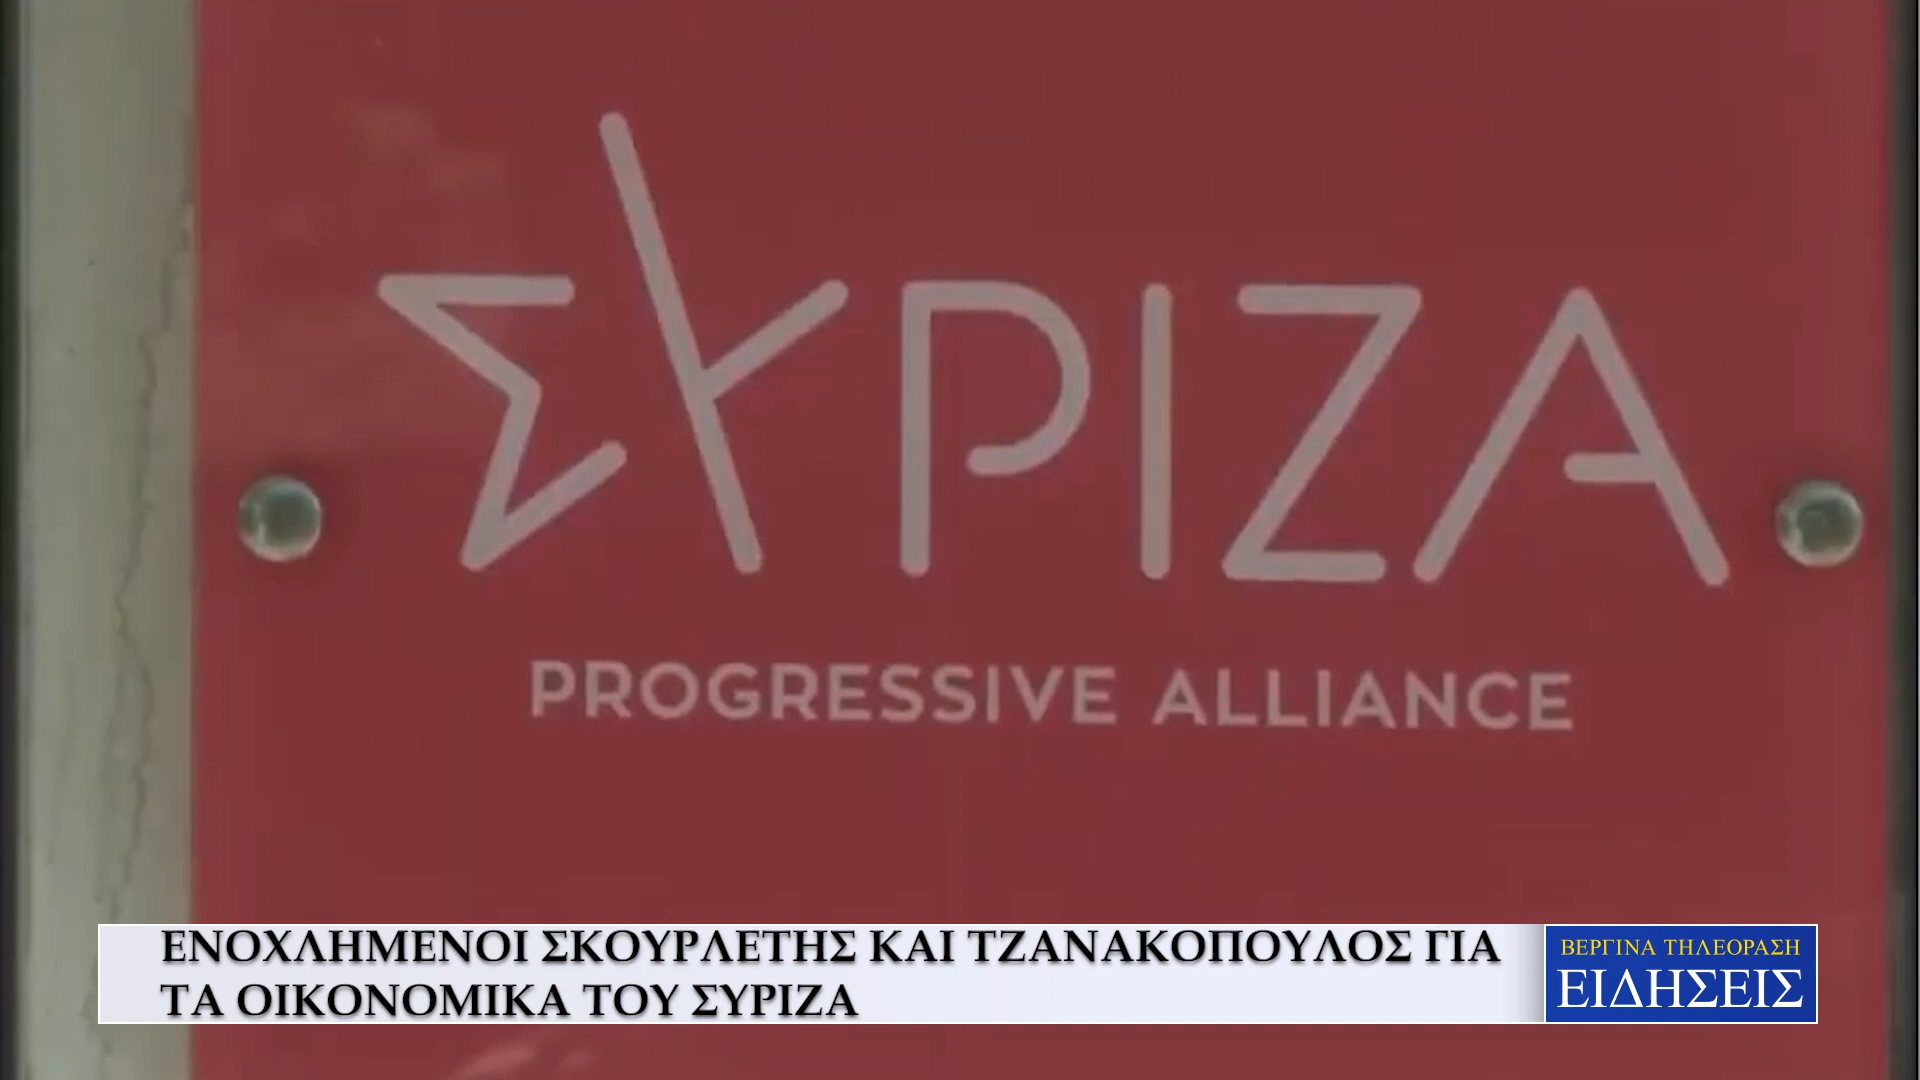 ΣΥΡΙΖΑ
PROGRESSIVE ALLIANCE
ΕΝΟΧΛΗΜΕΝΟΙ ΣΚΟΥΡΛΕΤΗΣ ΚΑΙ ΤΖΑΝΑΚΟΠΟΥΛΟΣ ΓΙΑ
ΤΑ ΟΙΚΟΝΟΜΙΚΑ ΤΟΥ ΣΥΡΙΖΑ
ΒΕΡΓΙΝΑ ΤΗΛΕΟΡΑΣΗ
ΕΙΔΗΣΕΙΣ